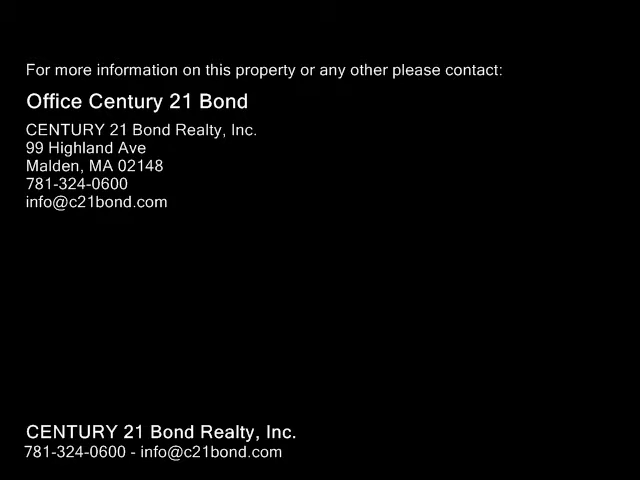 For more information on this property or any other please contact:
Office Century 21 Bond
CENTURY 21 Bond Realty, Inc.
99 Highland Ave
Malden, MA 02148
781-324-0600
info@c21bond.com
CENTURY 21 Bond Realty, Inc.
781-324-0600 - info@c21bond.com